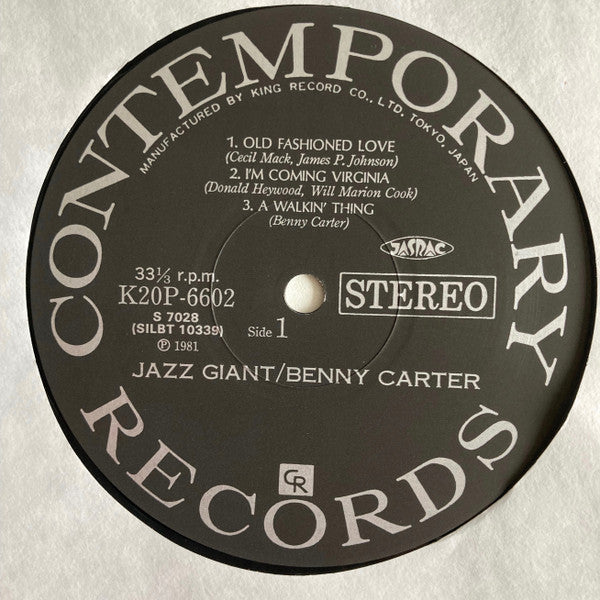 CONTEMPORARY
MANUFACTURED BY KING RECORD CO., LTD, TOKYO, JAPAN
1. OLD FASHIONED LOVE
(Cecil Mack, James P. Johnson)
2. I'M COMING VIRGINIA
(Donald Heywood, Will Marion Cook)
3. A WALKIN' THING
(Benny Carter)
JASRAC
33⅓ r.p.m.
K20P-6602
STEREO
S 7028
(SILBT 10339)
Side 1
℗ 1981
JAZZ GIANT/BENNY CARTER
CR
RECORDS